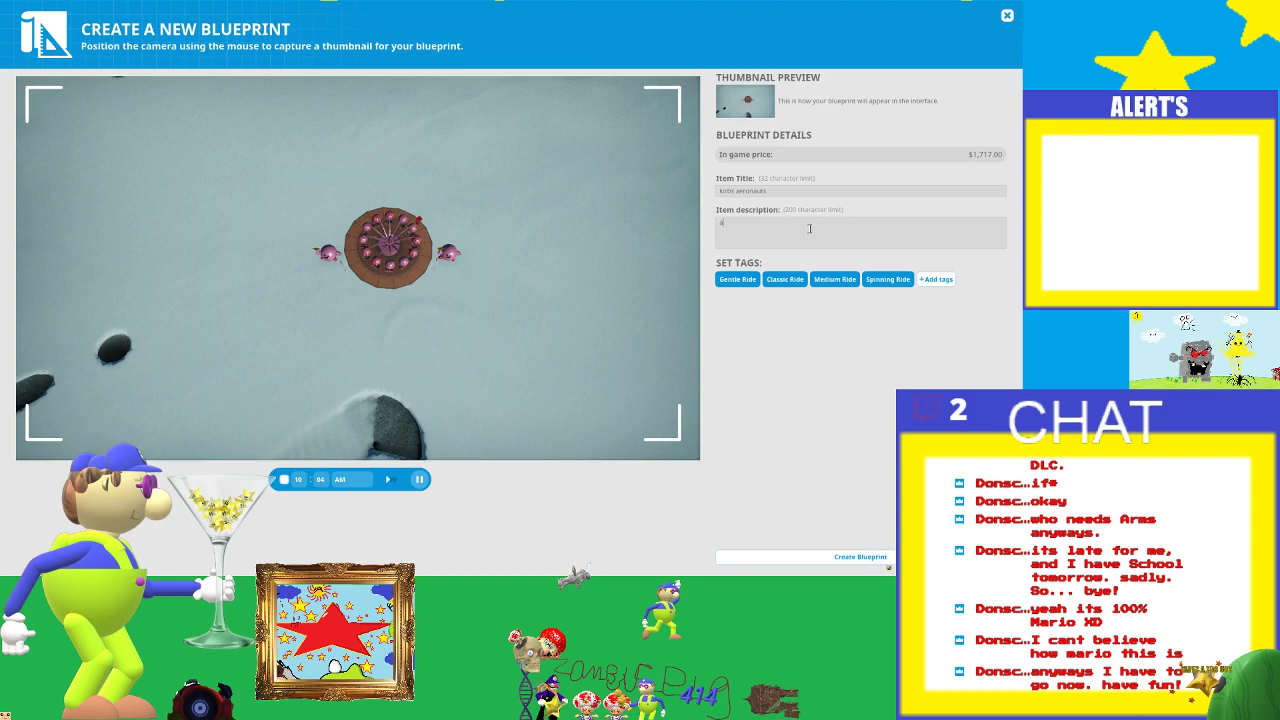 CREATE A NEW BLUEPRINT
Position the camera using the mouse to capture a thumbnail for your blueprint.
THUMBNAIL PREVIEW
This is how your blueprint will appear in the interface.
BLUEPRINT DETAILS
In game price: $1,717.00
Item Title: (32 character limit)
kirbs aeronauts
Item description: (200 character limit)
a
SET TAGS:
Gentle Ride Classic Ride Medium Ride Spinning Ride +Add tags
10 : 04 AM
Create Blueprint
ALERT'S
2 CHAT
DLC.
Donsc...if*
Donsc...okay
Donsc...who needs Arms
anyways.
Donsc...its late for me,
and I have School
tomorrow. sadly.
So... bye!
Donsc...yeah its 100%
Mario XD
Donsc...I cant believe
how mario this is
Donsc...anyways I have to
go now. have fun!
zombie pig 414